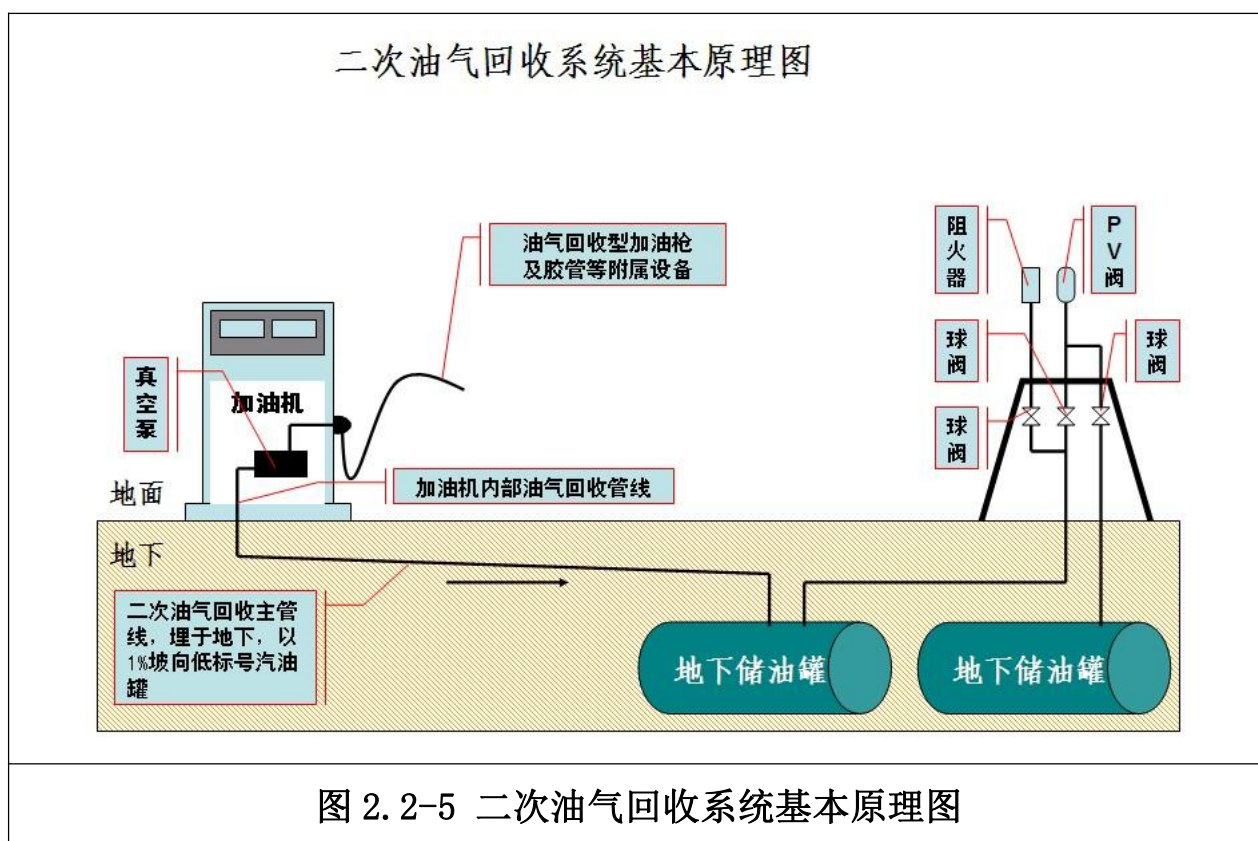 二次油气回收系统基本原理图
油气回收型加油枪
及胶管等附属设备
阻
火
器
P
V
阀
球
阀
球
阀
真
空
泵
加油机
球
阀
加油机内部油气回收管线
地面
地下
二次油气回收主管
线，埋于地下，以
1%坡向低标号汽油
罐
地下储油罐
地下储油罐
图 2.2-5 二次油气回收系统基本原理图